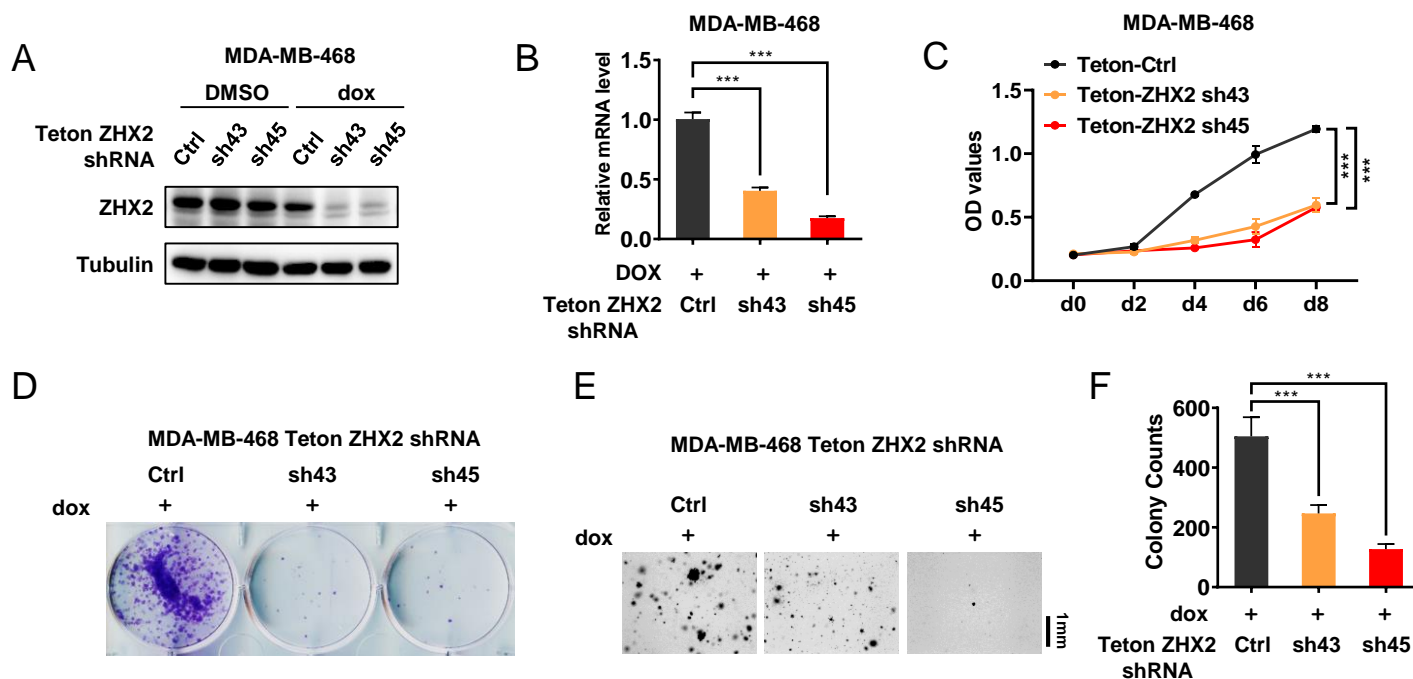 A
MDA-MB-468
DMSO dox
Teton ZHX2
shRNA
Ctrl sh43 sh45 Ctrl sh43 sh45
ZHX2
Tubulin
B
MDA-MB-468
Relative mRNA level
1.5
1.0
0.5
0.0
***
***
DOX + + +
Teton ZHX2
shRNA
Ctrl sh43 sh45
C
MDA-MB-468
Teton-Ctrl
Teton-ZHX2 sh43
Teton-ZHX2 sh45
OD values
1.5
1.0
0.5
0.0
d0 d2 d4 d6 d8
***
***
D
MDA-MB-468 Teton ZHX2 shRNA
Ctrl sh43 sh45
dox + + +
E
MDA-MB-468 Teton ZHX2 shRNA
Ctrl sh43 sh45
dox + + +
1mm
F
Colony Counts
600
400
200
0
***
***
dox + + +
Teton ZHX2
shRNA
Ctrl sh43 sh45